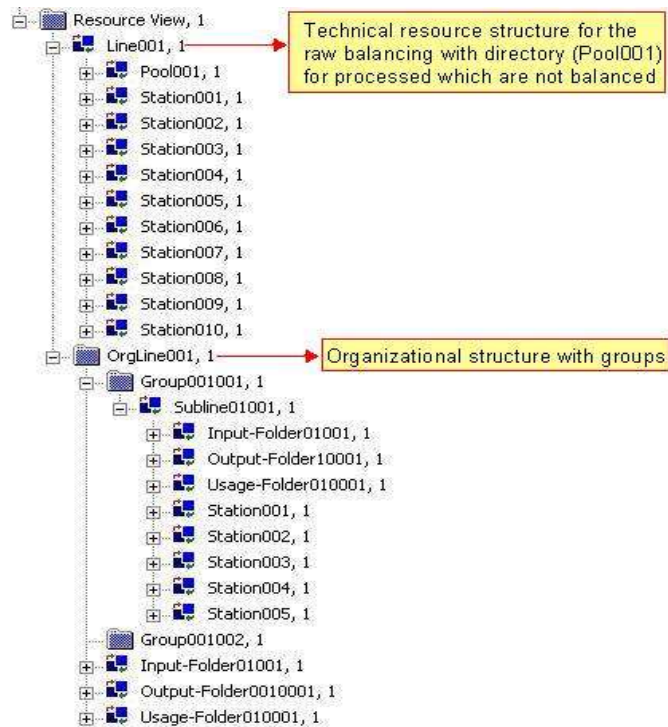 Resource View, 1
Line001, 1
Technical resource structure for the
raw balancing with directory (Pool001)
for processed which are not balanced
Pool001, 1
Station001, 1
Station002, 1
Station003, 1
Station004, 1
Station005, 1
Station006, 1
Station007, 1
Station008, 1
Station009, 1
Station010, 1
OrgLine001, 1
Organizational structure with groups
Group001001, 1
Subline01001, 1
Input-Folder01001, 1
Output-Folder10001, 1
Usage-Folder010001, 1
Station001, 1
Station002, 1
Station003, 1
Station004, 1
Station005, 1
Group001002, 1
Input-Folder01001, 1
Output-Folder0010001, 1
Usage-Folder010001, 1